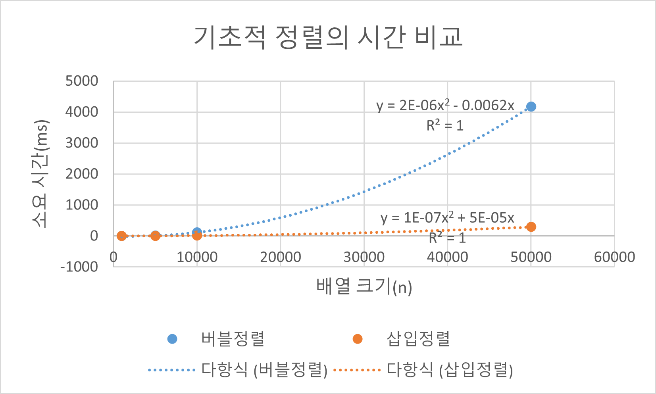 기초적 정렬의 시간 비교
소요 시간(ms)
5000
4000
3000
2000
1000
0
-1000
y = 2E-06x² - 0.0062x
R² = 1
y = 1E-07x² + 5E-05x
R² = 1
0 10000 20000 30000 40000 50000 60000
배열 크기(n)
버블정렬 삽입정렬
다항식 (버블정렬) 다항식 (삽입정렬)